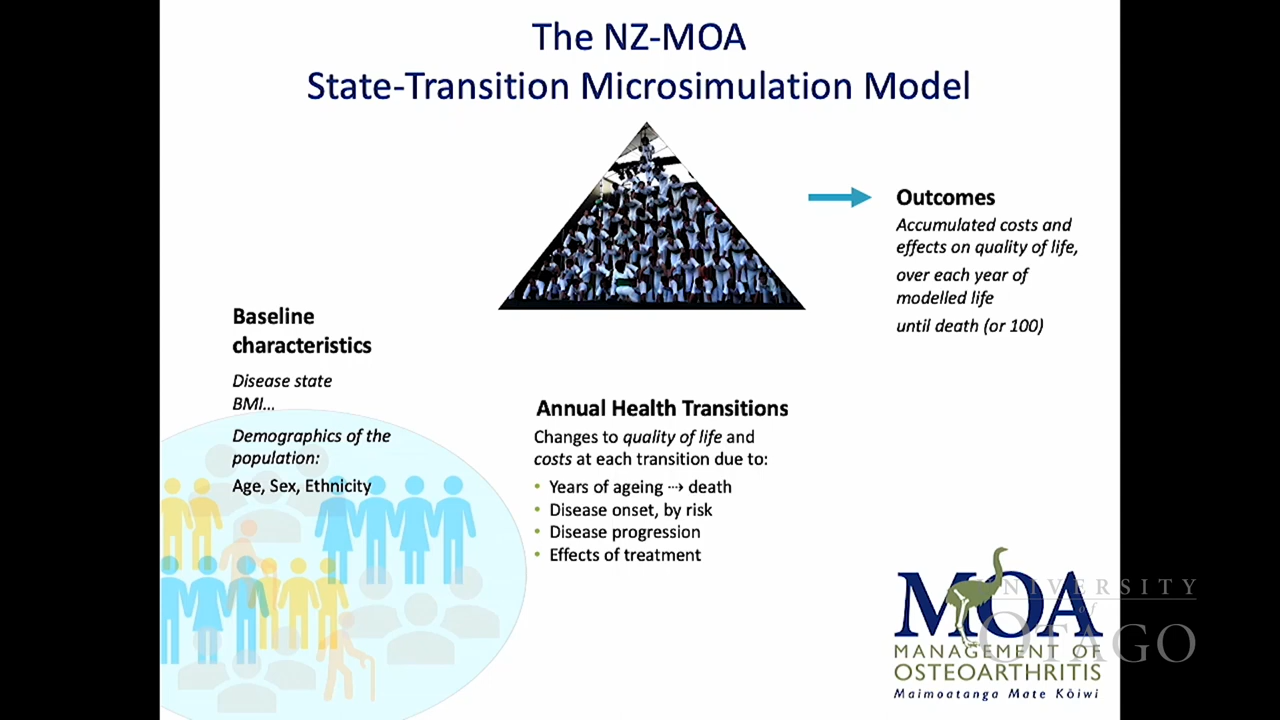 The NZ-MOA
State-Transition Microsimulation Model
Outcomes
Accumulated costs and
effects on quality of life,
over each year of
modelled life
until death (or 100)
Baseline
characteristics
Disease state
BMI...
Demographics of the
population:
Age, Sex, Ethnicity
Annual Health Transitions
Changes to quality of life and
costs at each transition due to:
• Years of ageing ⇢ death
• Disease onset, by risk
• Disease progression
• Effects of treatment
MOA
MANAGEMENT OF
OSTEOARTHRITIS
Maimoatanga Mate Kōiwi
UNIVERSITY
of
OTAGO